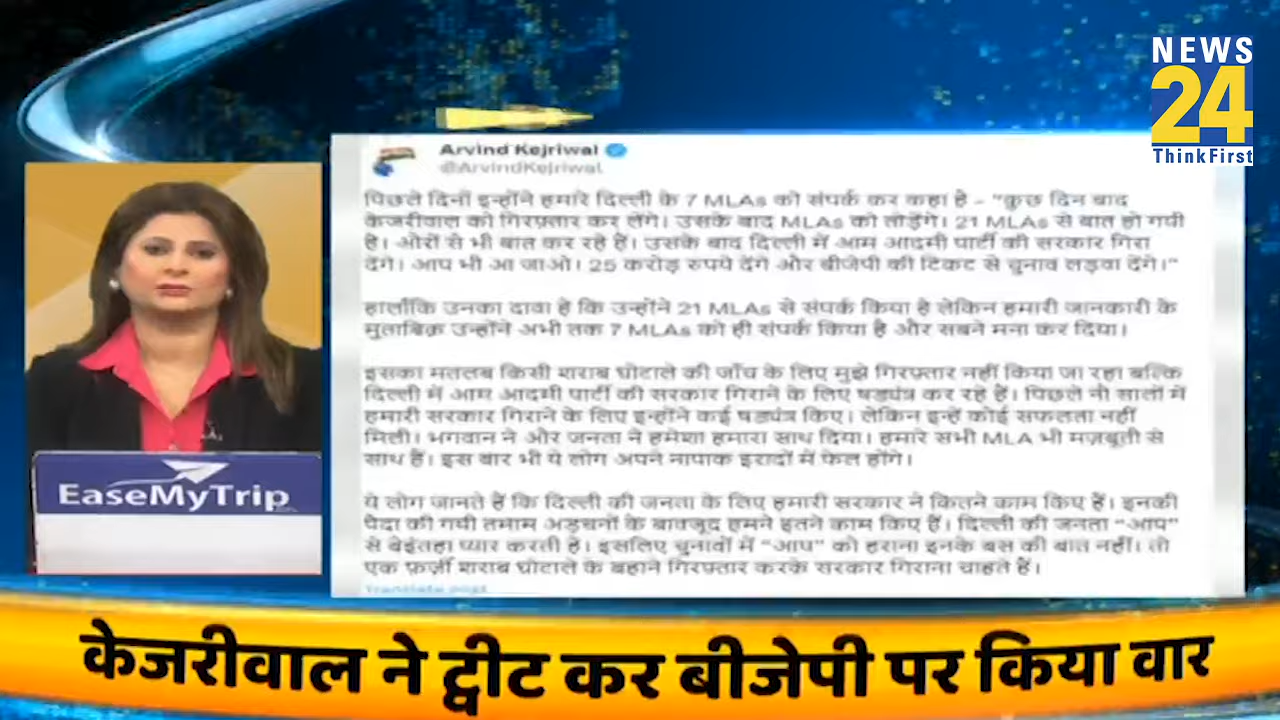 NEWS
24
ThinkFirst
Arvind Kejriwal
@ArvindKejriwal
पिछले दिनों इन्होंने हमारे दिल्ली के 7 MLAs को संपर्क कर कहा है - “कुछ दिन बाद
केजरीवाल को गिरफ़्तार कर लेंगे। उसके बाद MLAs को तोड़ेंगे। 21 MLAs से बात हो गयी
है। औरों से भी बात कर रहे हैं। उसके बाद दिल्ली में आम आदमी पार्टी की सरकार गिरा
देंगे। आप भी आ जाओ। 25 करोड़ रुपये देंगे और बीजेपी की टिकट से चुनाव लड़वा देंगे।“
हालाँकि उनका दावा है कि उन्होंने 21 MLAs से संपर्क किया है लेकिन हमारी जानकारी के
मुताबिक़ उन्होंने अभी तक 7 MLAs को ही संपर्क किया है और सबने मना कर दिया।
इसका मतलब किसी शराब घोटाले की जाँच के लिए मुझे गिरफ़्तार नहीं किया जा रहा बल्कि
दिल्ली में आम आदमी पार्टी की सरकार गिराने के लिए षड्यंत्र कर रहे हैं। पिछले नौ सालों में
हमारी सरकार गिराने के लिए इन्होंने कई षड्यंत्र किए। लेकिन इन्हें कोई सफलता नहीं
मिली। भगवान ने और जनता ने हमेशा हमारा साथ दिया। हमारे सभी MLA भी मज़बूती से
साथ हैं। इस बार भी ये लोग अपने नापाक इरादों में फेल होंगे।
ये लोग जानते हैं कि दिल्ली की जनता के लिए हमारी सरकार ने कितने काम किए हैं। इनकी
पैदा की गयी तमाम अड़चनों के बावजूद हमने इतने काम किए हैं। दिल्ली की जनता “आप”
से बेइंतहा प्यार करती है। इसलिए चुनावों में “आप” को हराना इनके बस की बात नहीं। तो
एक फ़र्ज़ी शराब घोटाले के बहाने गिरफ़्तार करके सरकार गिराना चाहते हैं।
Translate post
EaseMyTrip
केजरीवाल ने ट्वीट कर बीजेपी पर किया वार